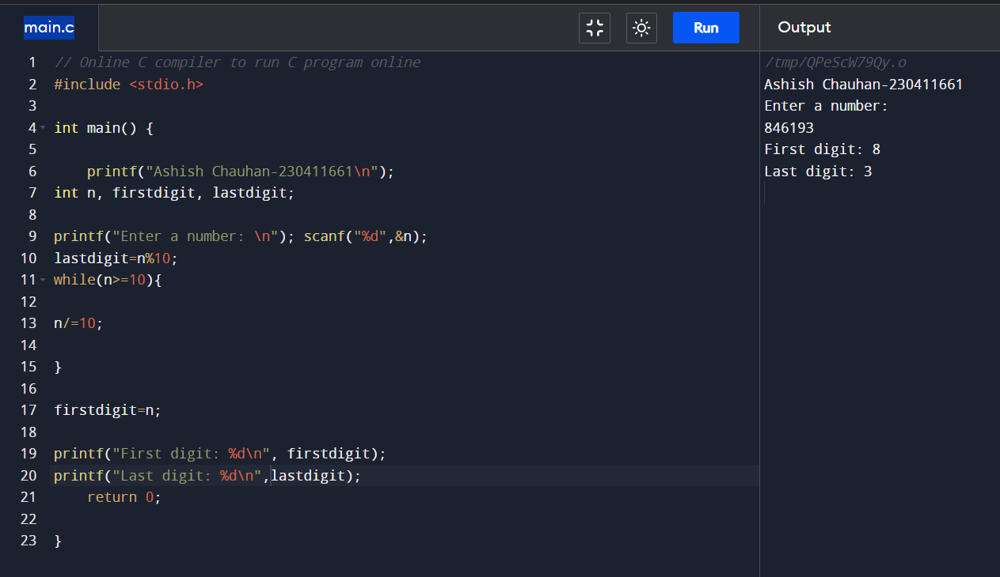 main.c
Run
Output
1 // Online C compiler to run C program online
2 #include <stdio.h>
3
4 int main() {
5
6     printf("Ashish Chauhan-230411661\n");
7 int n, firstdigit, lastdigit;
8
9 printf("Enter a number: \n"); scanf("%d",&n);
10 lastdigit=n%10;
11 while(n>=10){
12
13 n/=10;
14
15 }
16
17 firstdigit=n;
18
19 printf("First digit: %d\n", firstdigit);
20 printf("Last digit: %d\n",lastdigit);
21     return 0;
22
23 }
/tmp/QPeScW79Qy.o
Ashish Chauhan-230411661
Enter a number:
846193
First digit: 8
Last digit: 3